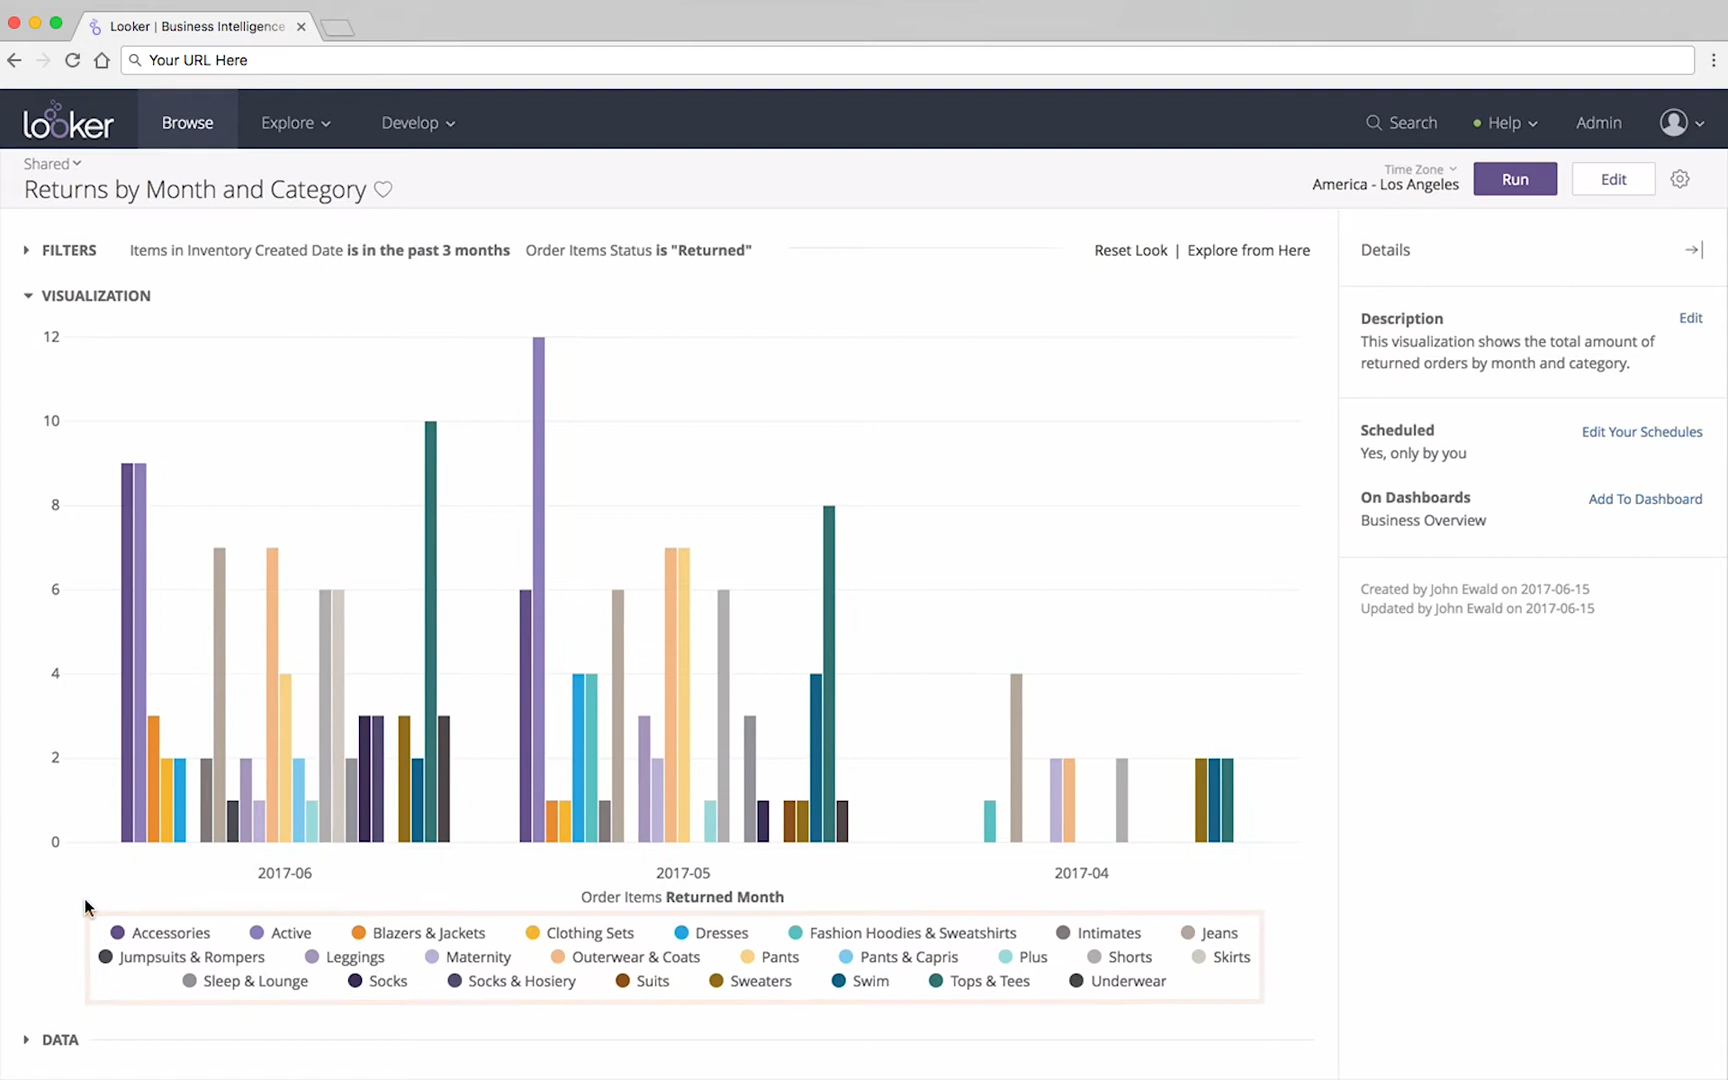 Looker | Business Intelligence
Your URL Here
looker
Browse
Explore
Develop
Search
Help
Admin
Shared
Returns by Month and Category
Time Zone
America - Los Angeles
Run
Edit
FILTERS
Items in Inventory Created Date is in the past 3 months
Order Items Status is "Returned"
Reset Look | Explore from Here
VISUALIZATION
12
10
8
6
4
2
0
2017-06
2017-05
2017-04
Order Items Returned Month
Accessories
Active
Blazers & Jackets
Clothing Sets
Dresses
Fashion Hoodies & Sweatshirts
Intimates
Jeans
Jumpsuits & Rompers
Leggings
Maternity
Outerwear & Coats
Pants
Pants & Capris
Plus
Shorts
Skirts
Sleep & Lounge
Socks
Socks & Hosiery
Suits
Sweaters
Swim
Tops & Tees
Underwear
DATA
Details
Description
Edit
This visualization shows the total amount of
returned orders by month and category.
Scheduled
Edit Your Schedules
Yes, only by you
On Dashboards
Add To Dashboard
Business Overview
Created by John Ewald on 2017-06-15
Updated by John Ewald on 2017-06-15